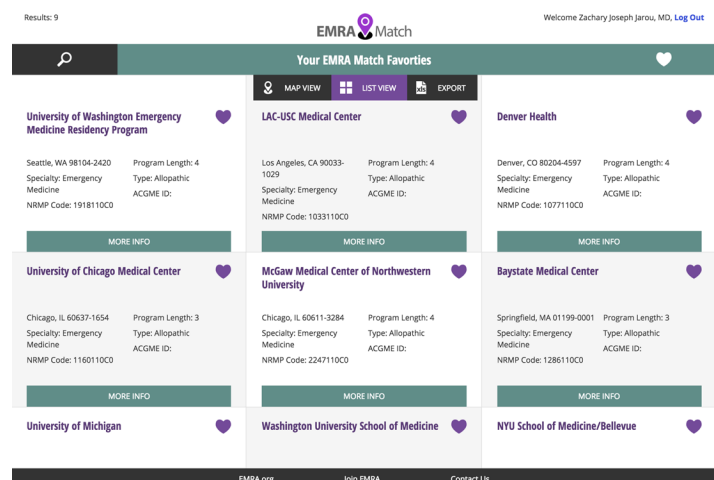 Results: 9
EMRA Match
Welcome Zachary Joseph Jarou, MD, Log Out
Your EMRA Match Favorties
MAP VIEW
LIST VIEW
xls EXPORT
University of Washington Emergency
Medicine Residency Program
Seattle, WA 98104-2420
Specialty: Emergency
Medicine
NRMP Code: 1918110C0
Program Length: 4
Type: Allopathic
ACGME ID:
MORE INFO
LAC-USC Medical Center
Los Angeles, CA 90033-
1029
Specialty: Emergency
Medicine
NRMP Code: 1033110C0
Program Length: 4
Type: Allopathic
ACGME ID:
MORE INFO
Denver Health
Denver, CO 80204-4597
Specialty: Emergency
Medicine
NRMP Code: 1077110C0
Program Length: 4
Type: Allopathic
ACGME ID:
MORE INFO
University of Chicago Medical Center
Chicago, IL 60637-1654
Specialty: Emergency
Medicine
NRMP Code: 1160110C0
Program Length: 3
Type: Allopathic
ACGME ID:
MORE INFO
McGaw Medical Center of Northwestern
University
Chicago, IL 60611-3284
Specialty: Emergency
Medicine
NRMP Code: 2247110C0
Program Length: 4
Type: Allopathic
ACGME ID:
MORE INFO
Baystate Medical Center
Springfield, MA 01199-0001
Specialty: Emergency
Medicine
NRMP Code: 1286110C0
Program Length: 3
Type: Allopathic
ACGME ID:
MORE INFO
University of Michigan
Washington University School of Medicine
NYU School of Medicine/Bellevue
EMRA.org
Join EMRA
Contact Us